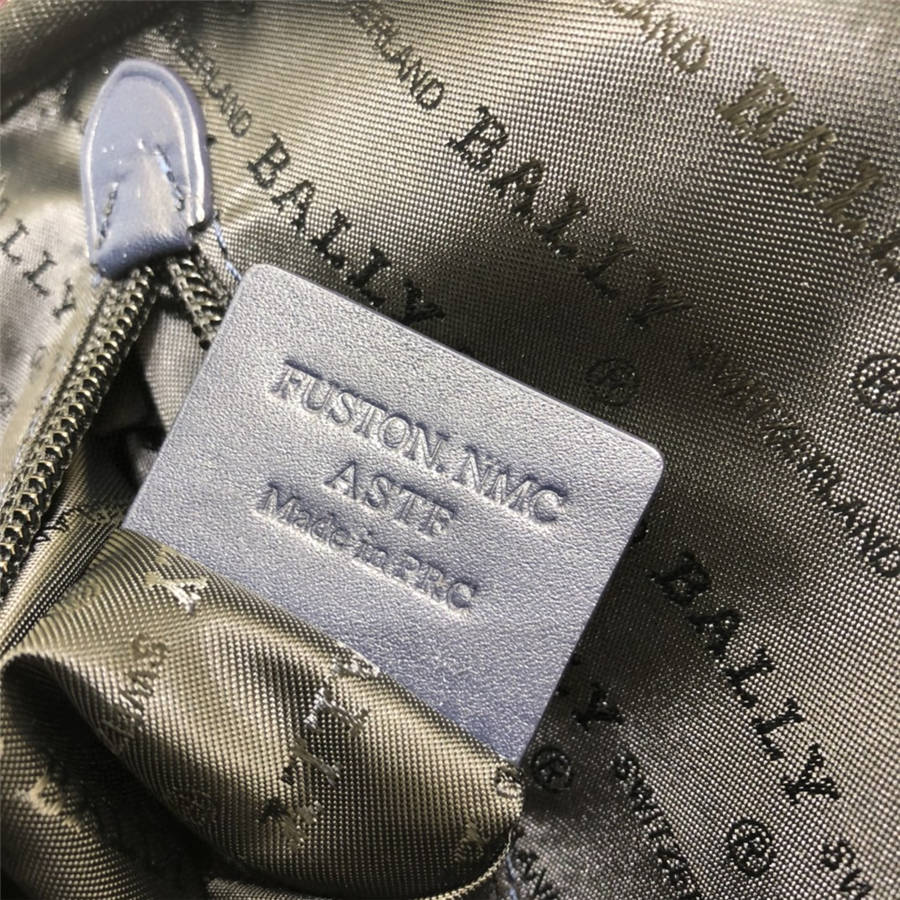 FUSTON.NMC
ASTF
Made in PRC
BALLY
BALLY
BALLY
BALLY
SWITZERLAND